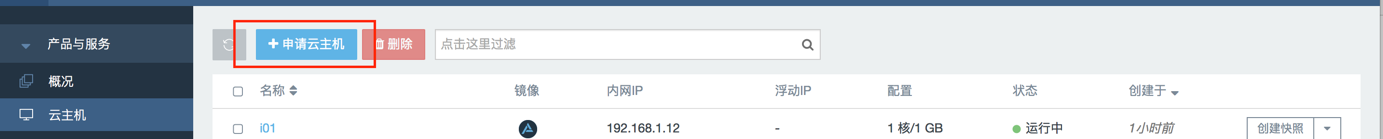 产品与服务
申请云主机 删除 点击这里过滤
概况
名称 镜像 内网IP 浮动IP 配置 状态 创建于
云主机
i01 192.168.1.12 - 1 核/1 GB 运行中 1小时前 创建快照